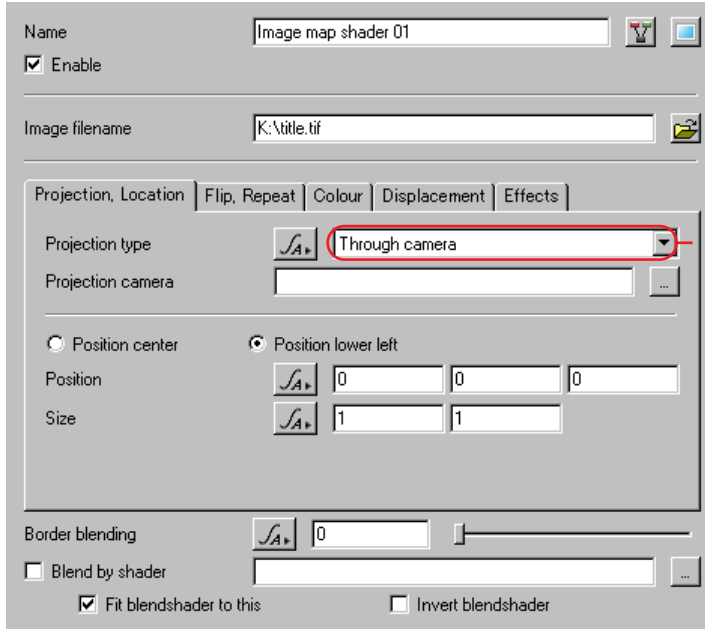 Name Image map shader 01
Enable
Image filename K:\title.tif
Projection, Location Flip, Repeat Colour Displacement Effects
Projection type Through camera
Projection camera ...
Position center Position lower left
Position 0 0 0
Size 1 1
Border blending 0
Blend by shader ...
Fit blendshader to this Invert blendshader